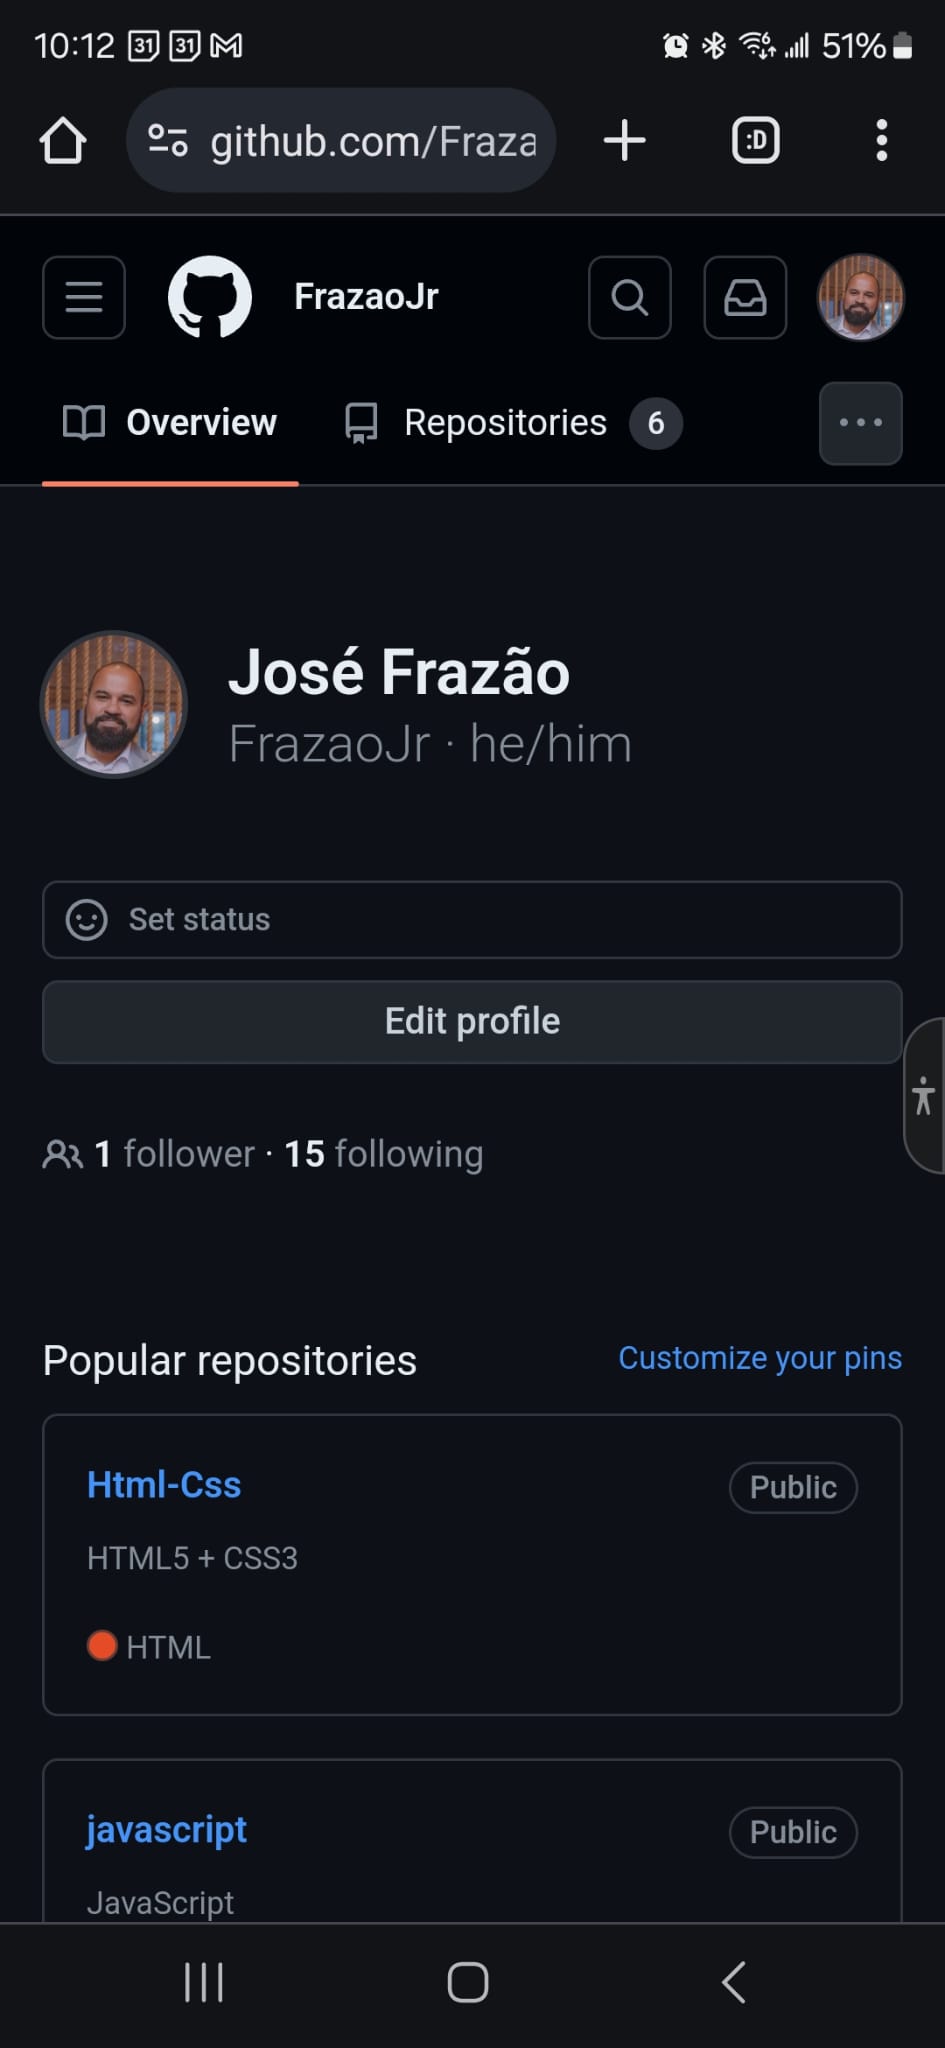 10:12 31 31 51%
github.com/Fraza :D
FrazaoJr
Overview Repositories 6
José Frazão
FrazaoJr · he/him
Set status
Edit profile
1 follower · 15 following
Popular repositories Customize your pins
Html-Css Public
HTML5 + CSS3
HTML
javascript Public
JavaScript